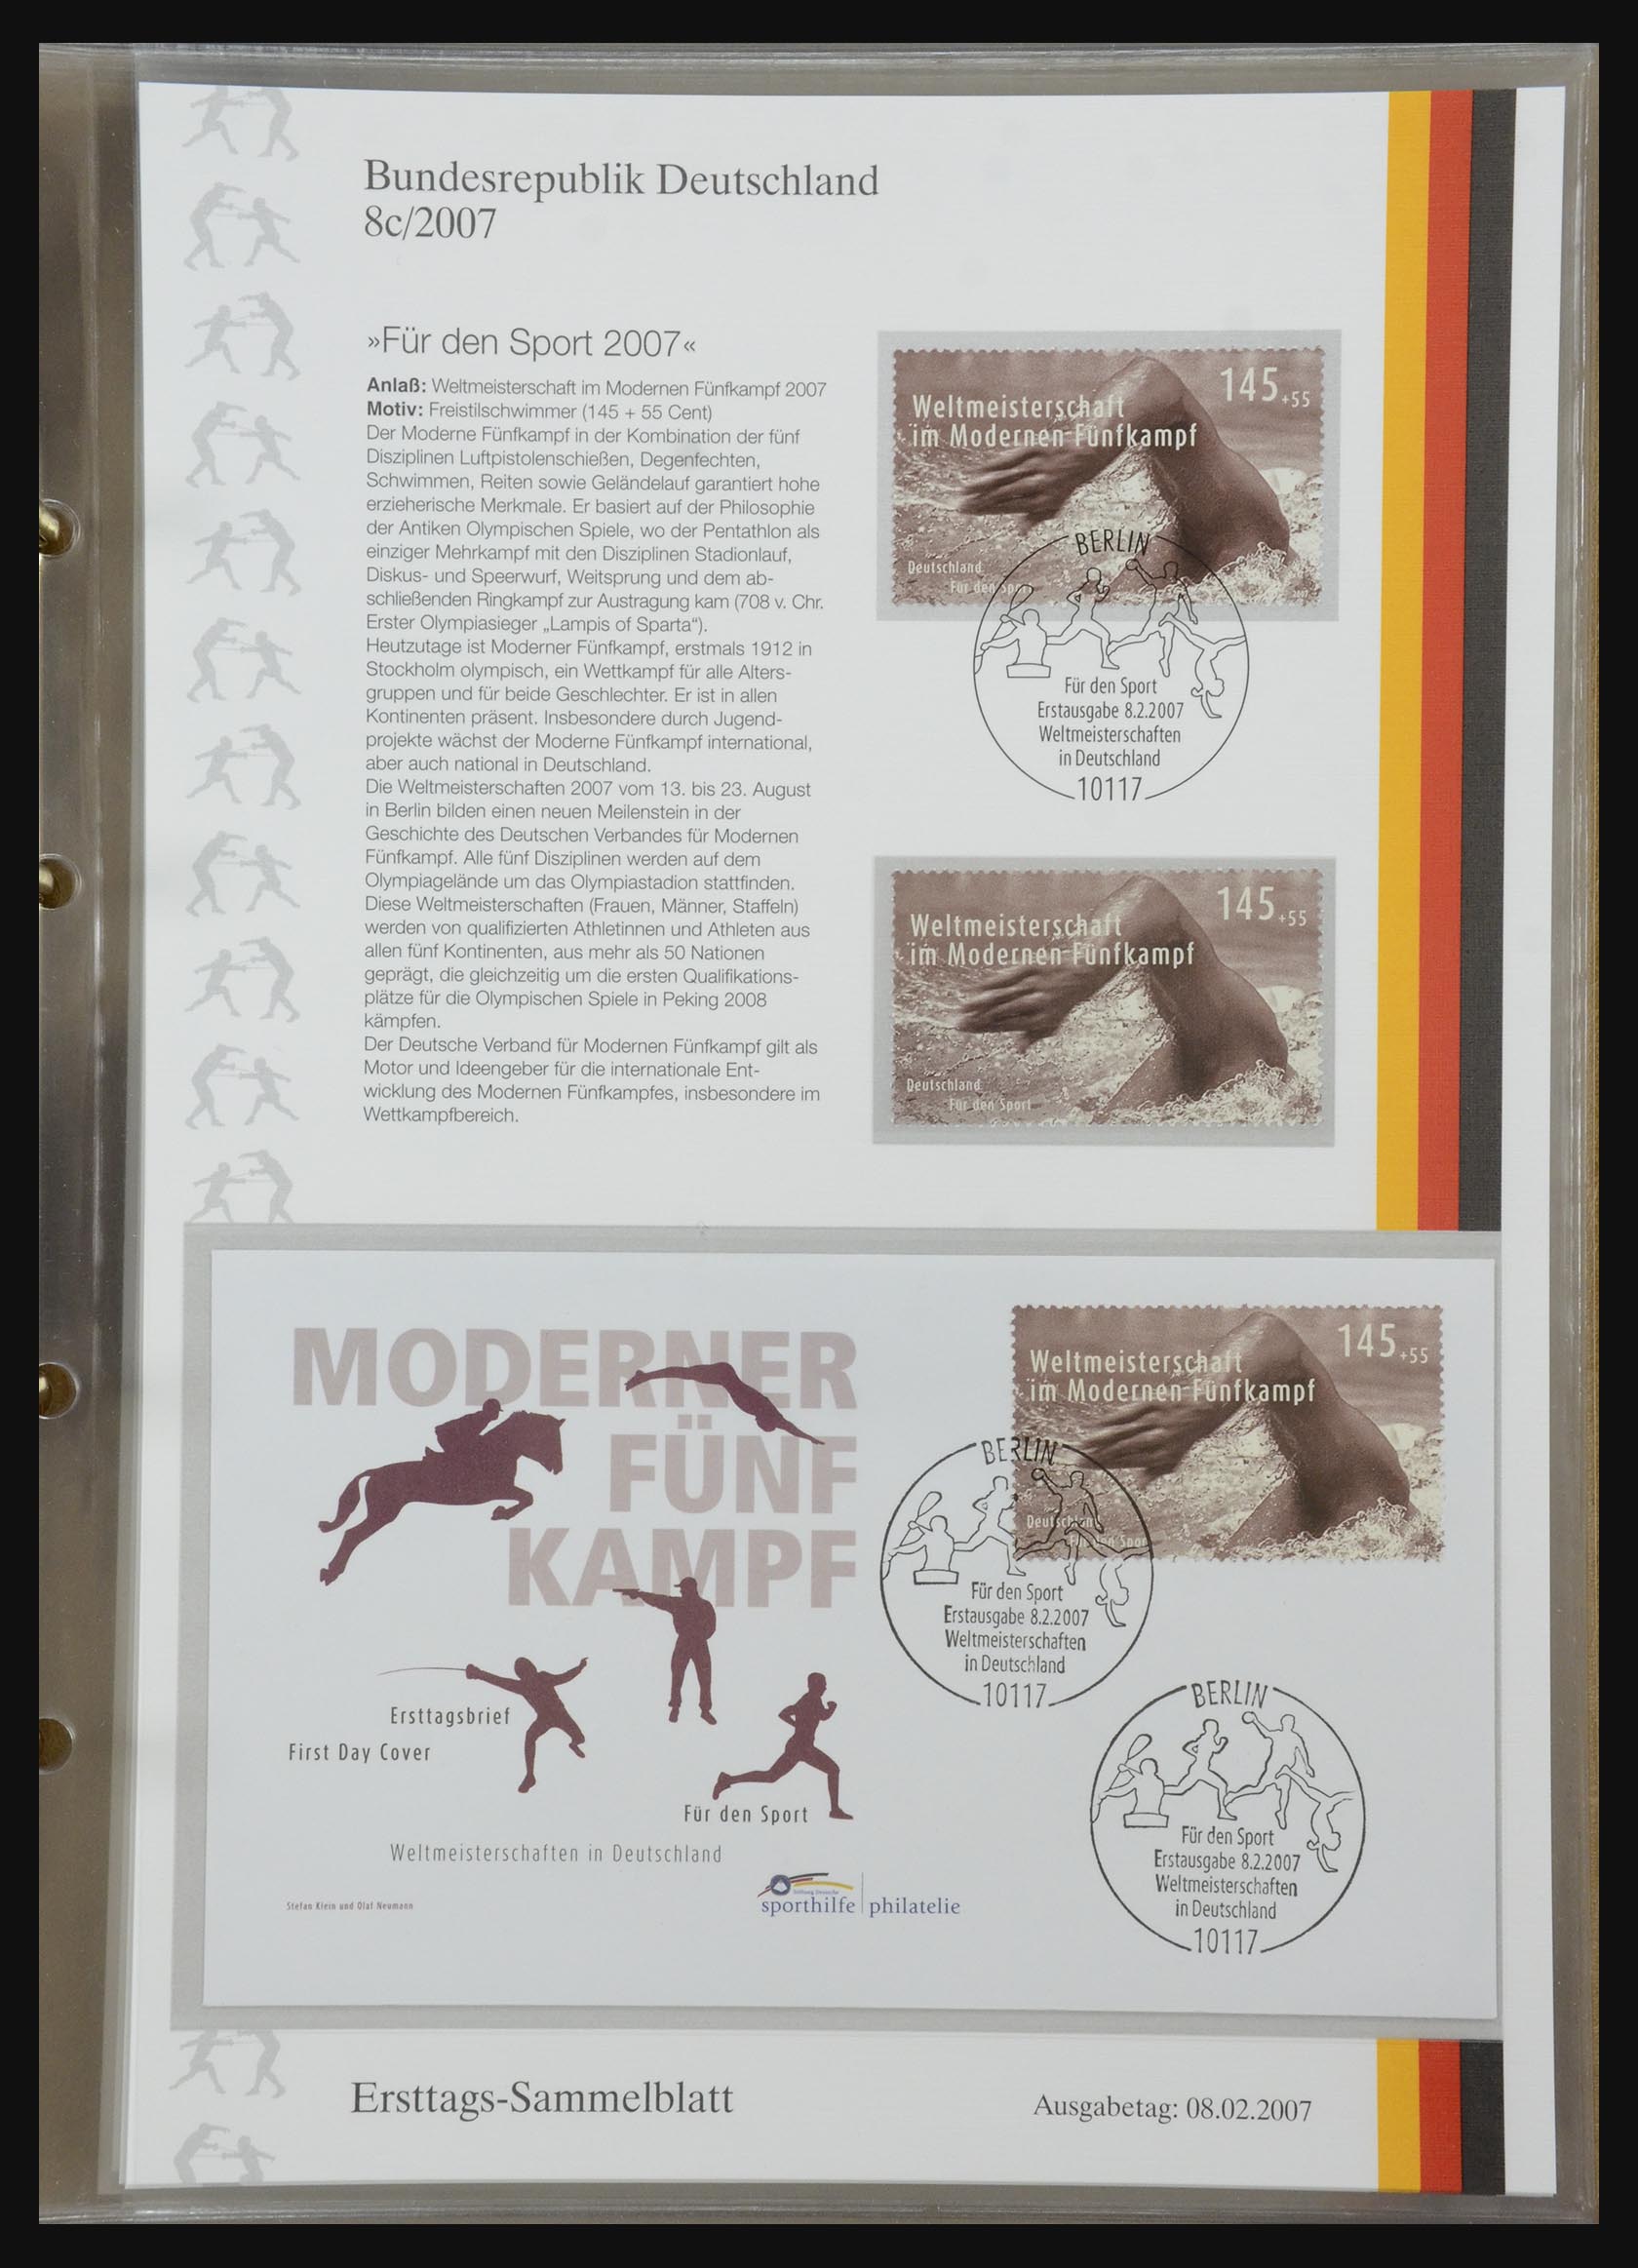 Bundesrepublik Deutschland
8c/2007
»Für den Sport 2007«
Anlaß: Weltmeisterschaft im Modernen Fünfkampf 2007
Motiv: Freistilschwimmer (145 + 55 Cent)
Der Moderne Fünfkampf in der Kombination der fünf
Disziplinen Luftpistolenschießen, Degenfechten,
Schwimmen, Reiten sowie Geländelauf garantiert hohe
erzieherische Merkmale. Er basiert auf der Philosophie
der Antiken Olympischen Spiele, wo der Pentathlon als
einziger Mehrkampf mit den Disziplinen Stadionlauf,
Diskus- und Speerwurf, Weitsprung und dem ab-
schließenden Ringkampf zur Austragung kam (708 v. Chr.
Erster Olympiasieger „Lampis of Sparta“).
Heutzutage ist Moderner Fünfkampf, erstmals 1912 in
Stockholm olympisch, ein Wettkampf für alle Alters-
gruppen und für beide Geschlechter. Er ist in allen
Kontinenten präsent. Insbesondere durch Jugend-
projekte wächst der Moderne Fünfkampf international,
aber auch national in Deutschland.
Die Weltmeisterschaften 2007 vom 13. bis 23. August
in Berlin bilden einen neuen Meilenstein in der
Geschichte des Deutschen Verbandes für Modernen
Fünfkampf. Alle fünf Disziplinen werden auf dem
Olympiagelände um das Olympiastadion stattfinden.
Diese Weltmeisterschaften (Frauen, Männer, Staffeln)
werden von qualifizierten Athletinnen und Athleten aus
allen fünf Kontinenten, aus mehr als 50 Nationen
geprägt, die gleichzeitig um die ersten Qualifikations-
plätze für die Olympischen Spiele in Peking 2008
kämpfen.
Der Deutsche Verband für Modernen Fünfkampf gilt als
Motor und Ideengeber für die internationale Ent-
wicklung des Modernen Fünfkampfes, insbesondere im
Wettkampfbereich.
145+55
Weltmeisterschaft
im Modernen Fünfkampf
Deutschland
Für den Sport
BERLIN
Für den Sport
Erstausgabe 8.2.2007
Weltmeisterschaften
in Deutschland
10117
145+55
Weltmeisterschaft
im Modernen Fünfkampf
Deutschland
Für den Sport
MODERNER
FÜNF
KAMPF
Ersttagsbrief
First Day Cover
Für den Sport
Weltmeisterschaften in Deutschland
Stefan Klein und Olaf Neumann
Stiftung Deutsche
sporthilfe philatelie
145+55
Weltmeisterschaft
im Modernen Fünfkampf
Deutschland
BERLIN
Für den Sport
Erstausgabe 8.2.2007
Weltmeisterschaften
in Deutschland
10117
BERLIN
Für den Sport
Erstausgabe 8.2.2007
Weltmeisterschaften
in Deutschland
10117
Ersttags-Sammelblatt
Ausgabetag: 08.02.2007